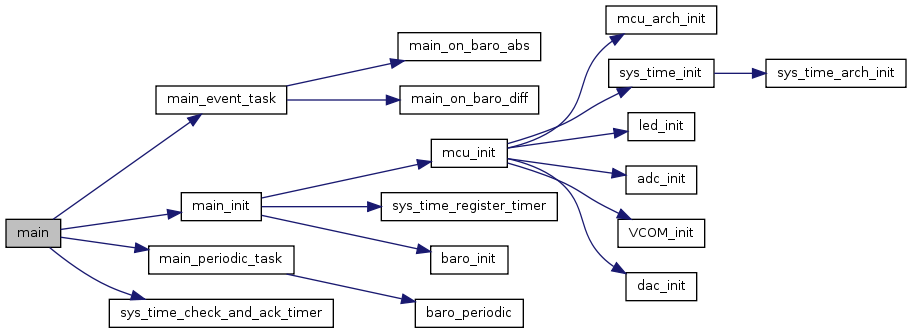 main
main_event_task
main_on_baro_abs
main_on_baro_diff
main_init
mcu_init
mcu_arch_init
sys_time_init
sys_time_arch_init
led_init
adc_init
VCOM_init
dac_init
sys_time_register_timer
baro_init
main_periodic_task
baro_periodic
sys_time_check_and_ack_timer